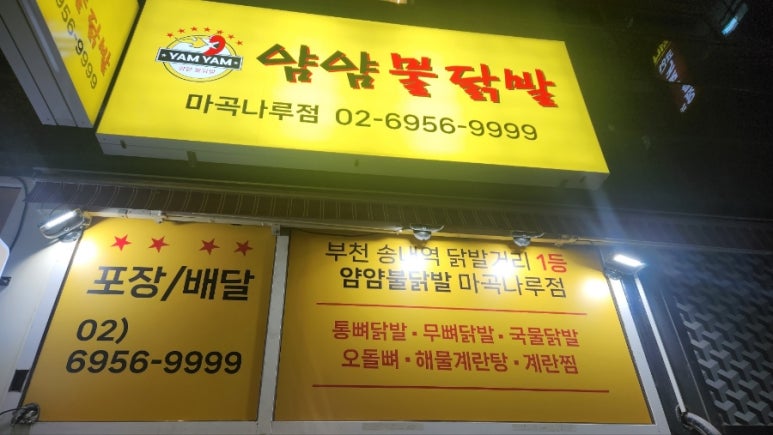 YAM YAM
얌얌불닭발
마곡나루점 02-6956-9999
포장/배달
02)
6956-9999
부천 송내역 닭발거리 1등
얌얌불닭발 마곡나루점
통뼈닭발 · 무뼈닭발 · 국물닭발
오돌뼈 · 해물계란탕 · 계란찜